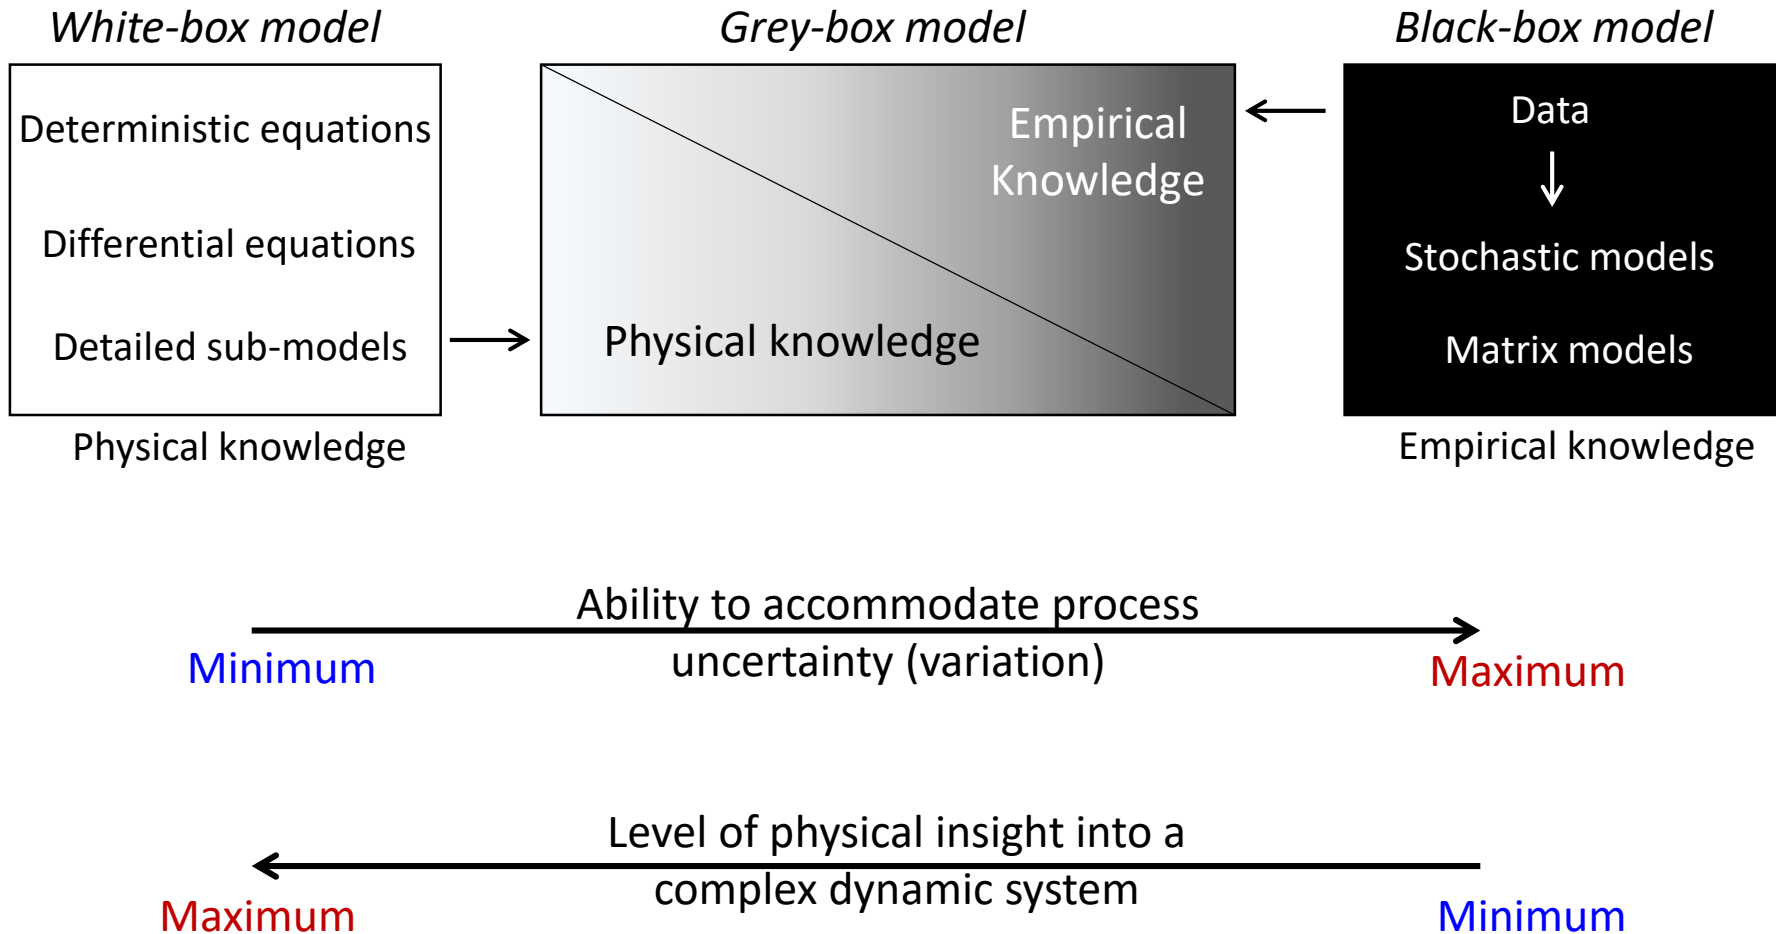 White-box model
Grey-box model
Black-box model
Deterministic equations
Differential equations
Detailed sub-models
Physical knowledge
Empirical
Knowledge
Physical knowledge
Data
Stochastic models
Matrix models
Empirical knowledge
Ability to accommodate process
uncertainty (variation)
Minimum
Maximum
Level of physical insight into a
complex dynamic system
Maximum
Minimum